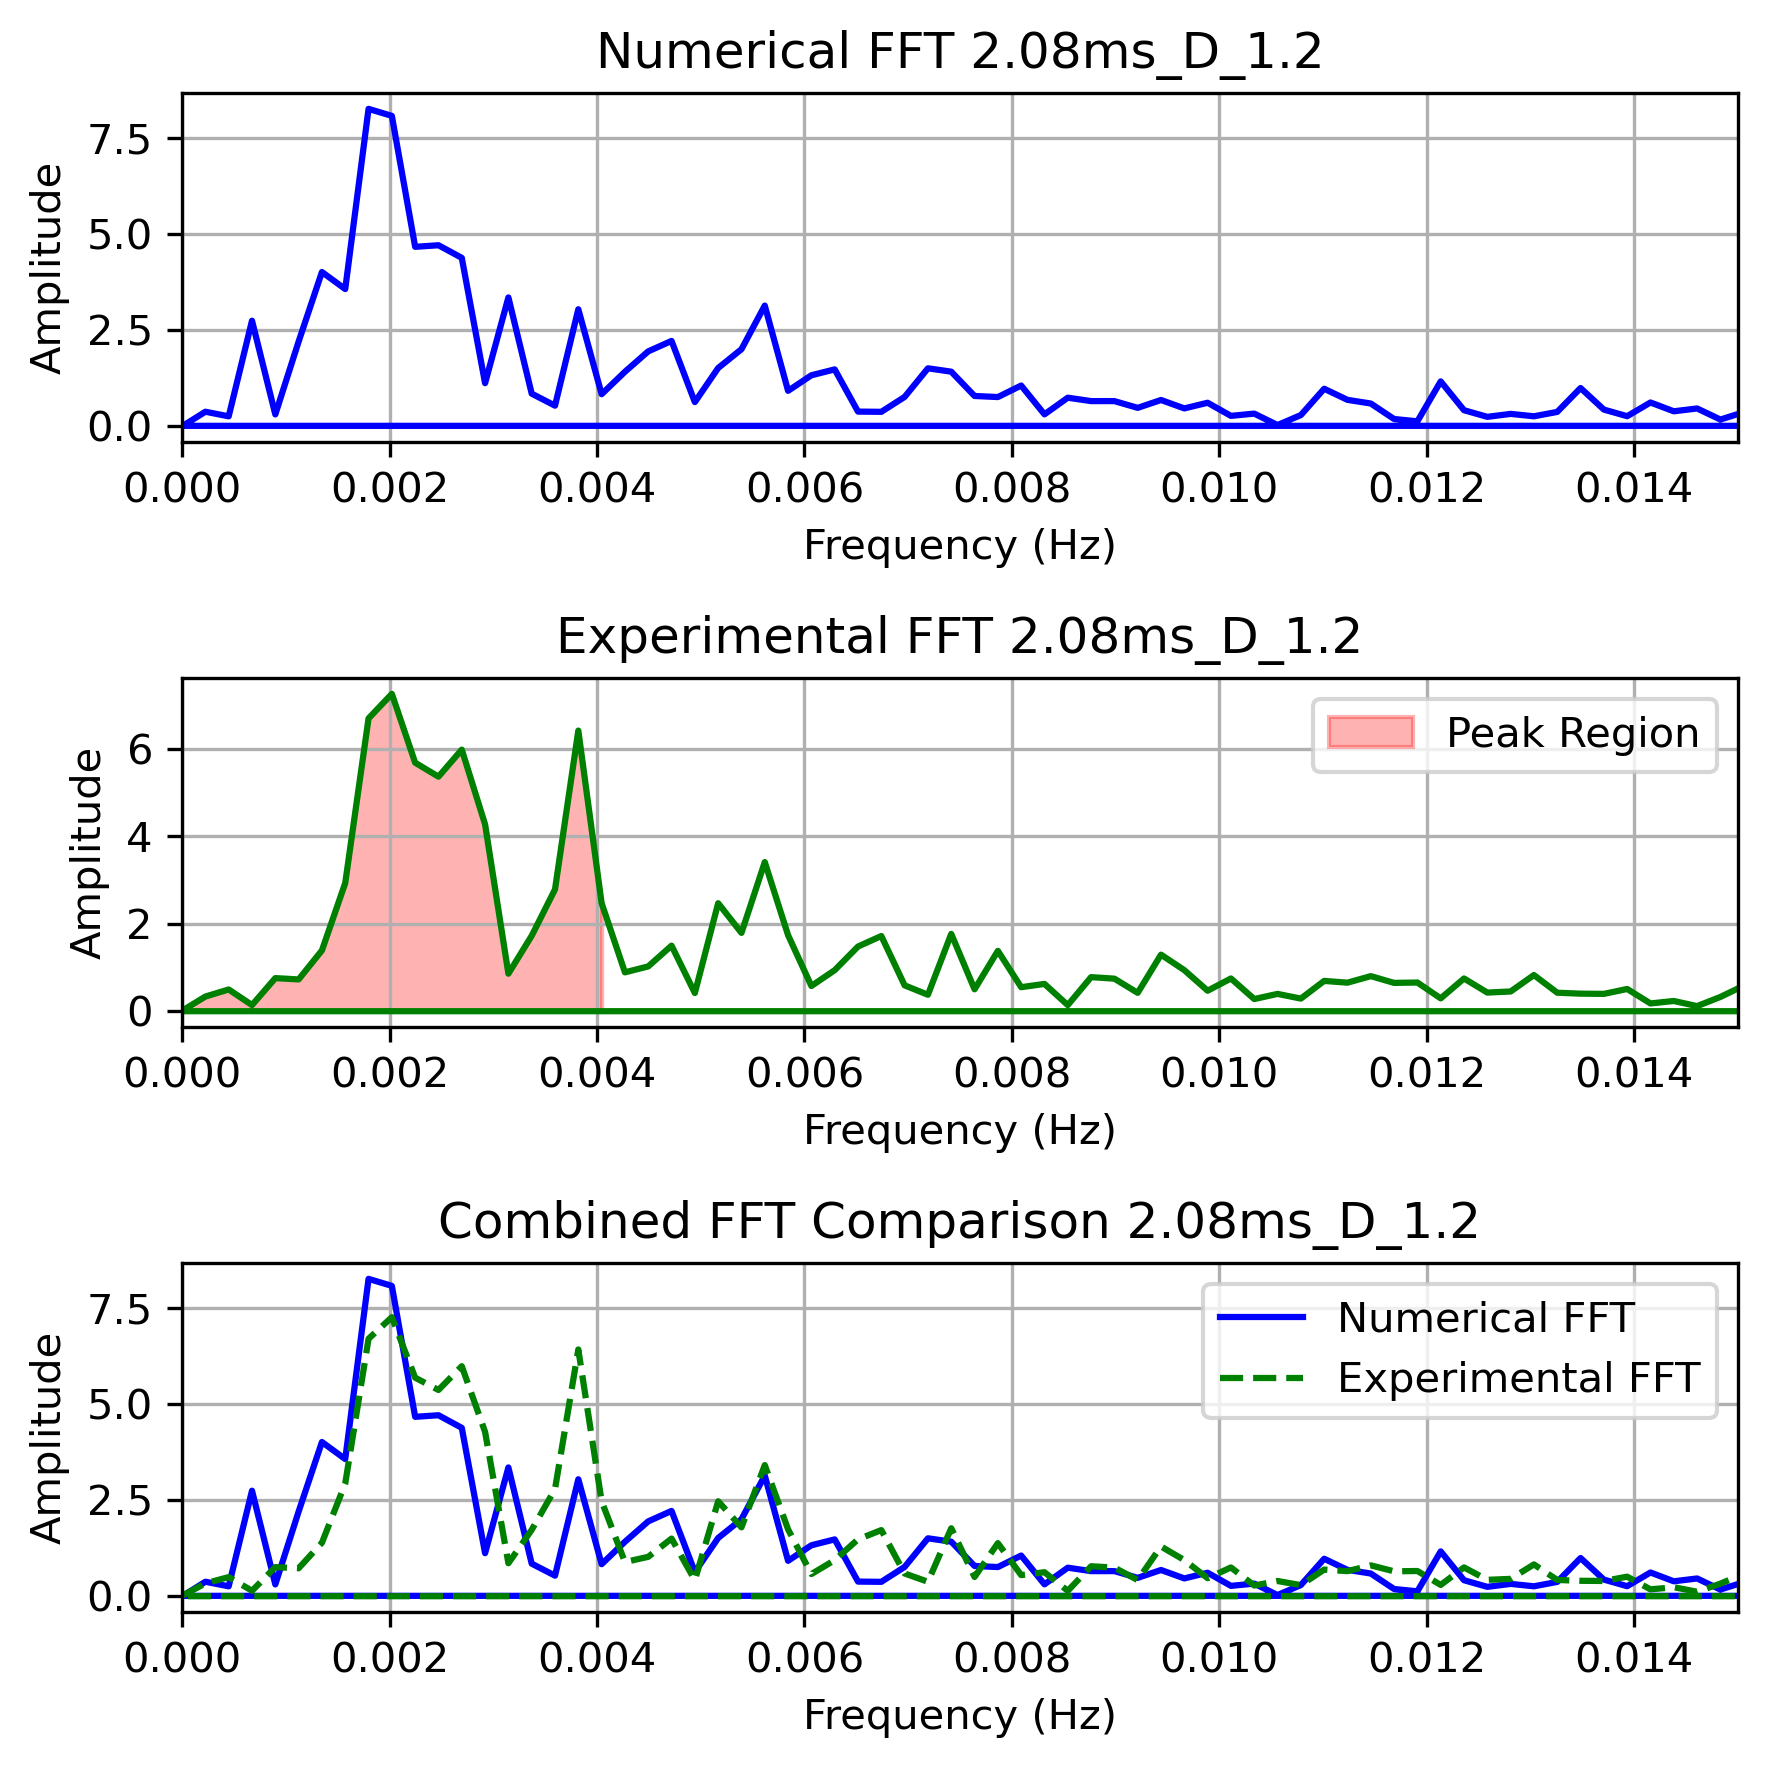 Numerical FFT 2.08ms_D_1.2
Amplitude
7.5
5.0
2.5
0.0
0.000 0.002 0.004 0.006 0.008 0.010 0.012 0.014
Frequency (Hz)
Experimental FFT 2.08ms_D_1.2
Peak Region
Amplitude
6
4
2
0
0.000 0.002 0.004 0.006 0.008 0.010 0.012 0.014
Frequency (Hz)
Combined FFT Comparison 2.08ms_D_1.2
Numerical FFT
Experimental FFT
Amplitude
7.5
5.0
2.5
0.0
0.000 0.002 0.004 0.006 0.008 0.010 0.012 0.014
Frequency (Hz)